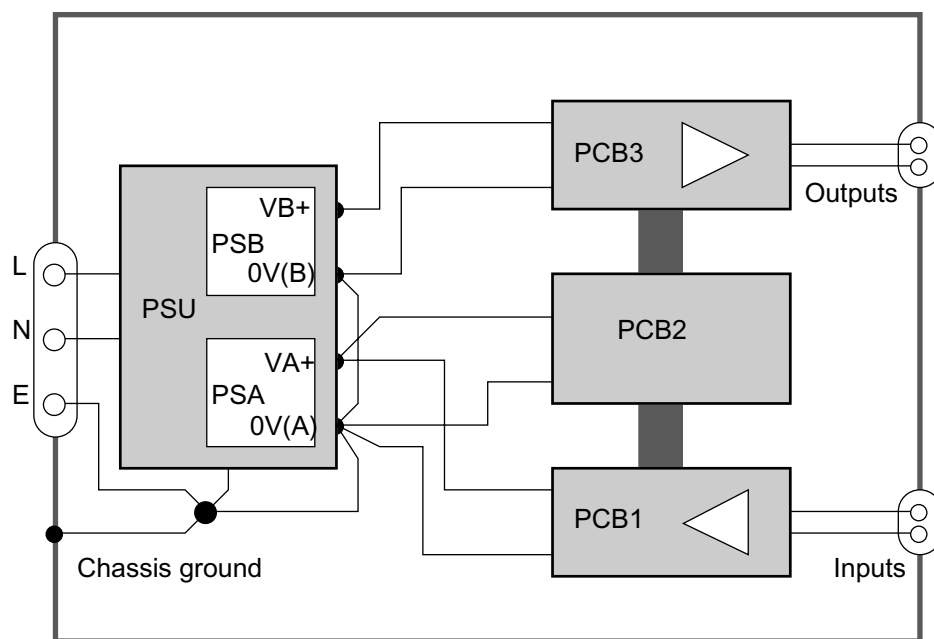 PCB3
Outputs
VB+
PSB
0V(B)
L
PSU
N
PCB2
VA+
E
PSA
0V(A)
PCB1
Chassis ground
Inputs